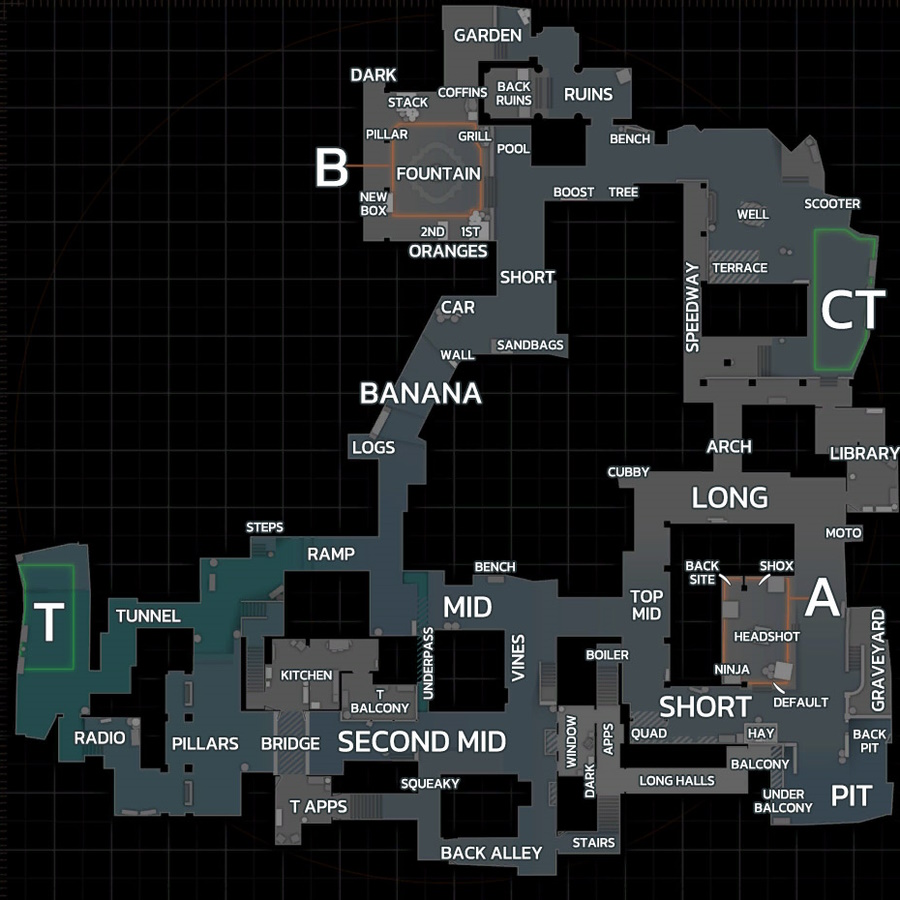 GARDEN
DARK
COFFINS
BACK
RUINS
RUINS
STACK
PILLAR
GRILL
POOL
BENCH
B
FOUNTAIN
BOOST
TREE
NEW
BOX
SCOOTER
WELL
2ND
1ST
ORANGES
TERRACE
SHORT
CAR
CT
SPEEDWAY
WALL
SANDBAGS
BANANA
LOGS
ARCH
LIBRARY
CUBBY
LONG
STEPS
MOTO
RAMP
BENCH
BACK
SITE
SHOX
T
TUNNEL
MID
TOP
MID
A
HEADSHOT
UNDERPASS
VINES
BOILER
GRAVEYARD
KITCHEN
NINJA
T
BALCONY
SHORT
DEFAULT
RADIO
PILLARS
BRIDGE
SECOND MID
WINDOW
APPS
QUAD
HAY
BACK
PIT
BALCONY
SQUEAKY
DARK
LONG HALLS
T APPS
UNDER
BALCONY
PIT
BACK ALLEY
STAIRS